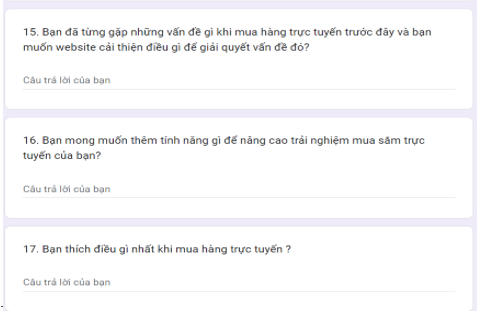 15. Bạn đã từng gặp những vấn đề gì khi mua hàng trực tuyến trước đây và bạn
muốn website cải thiện điều gì để giải quyết vấn đề đó?
Câu trả lời của bạn
16. Bạn mong muốn thêm tính năng gì để nâng cao trải nghiệm mua sắm trực
tuyến của bạn?
Câu trả lời của bạn
17. Bạn thích điều gì nhất khi mua hàng trực tuyến ?
Câu trả lời của bạn